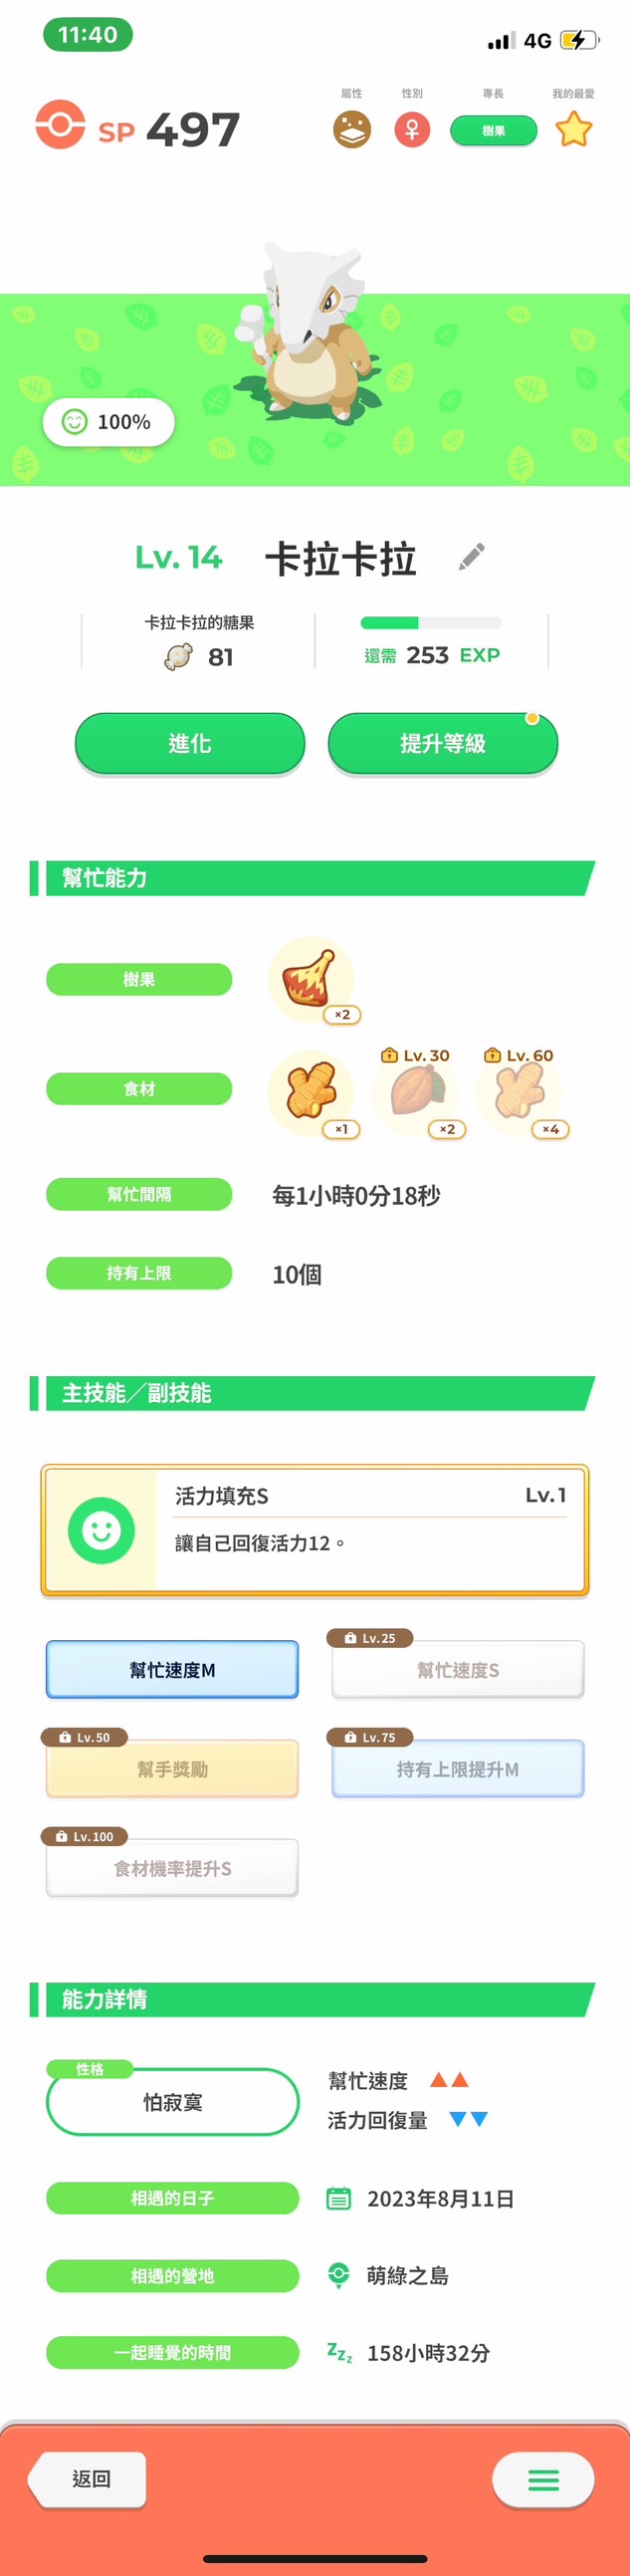 11:40
4G
屬性 性別 專長 我的最愛
SP 497
樹果
100%
Lv. 14 卡拉卡拉
卡拉卡拉的糖果
81
還需 253 EXP
進化 提升等級
幫忙能力
樹果
×2
食材
Lv. 30 Lv. 60
×1 ×2 ×4
幫忙間隔 每1小時0分18秒
持有上限 10個
主技能／副技能
活力填充S Lv.1
讓自己回復活力12。
幫忙速度M
Lv.25
幫忙速度S
Lv.50
幫手獎勵
Lv.75
持有上限提升M
Lv.100
食材機率提升S
能力詳情
性格
怕寂寞
幫忙速度 ▲▲
活力回復量 ▼▼
相遇的日子 2023年8月11日
相遇的營地 萌綠之島
一起睡覺的時間 zzz 158小時32分
返回